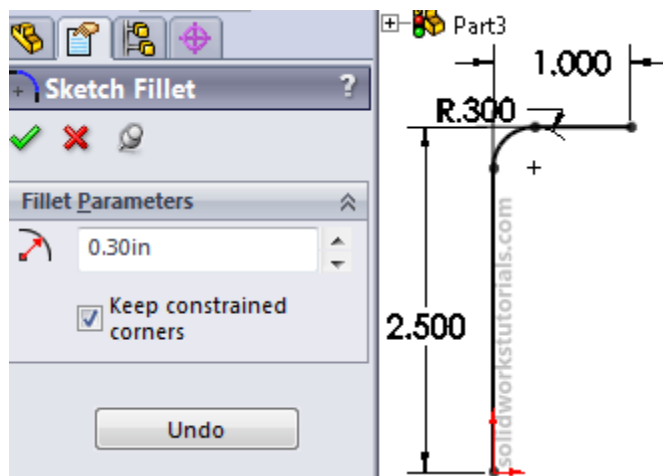 Part3
Sketch Fillet
?
Fillet Parameters
0.30in
Keep constrained
corners
Undo
1.000
R.300
2.500
solidworkstutorials.com